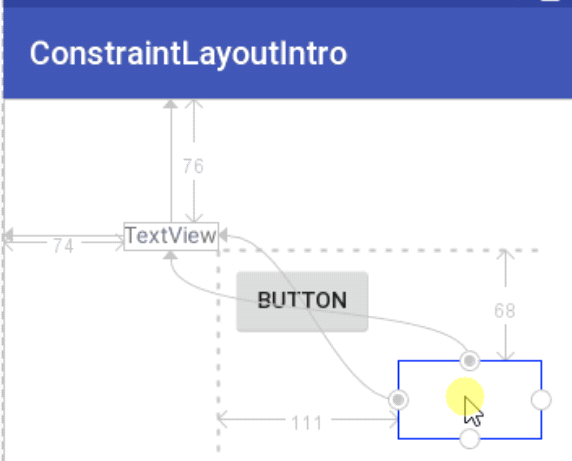 ConstraintLayoutIntro
76
TextView
74
BUTTON
68
111